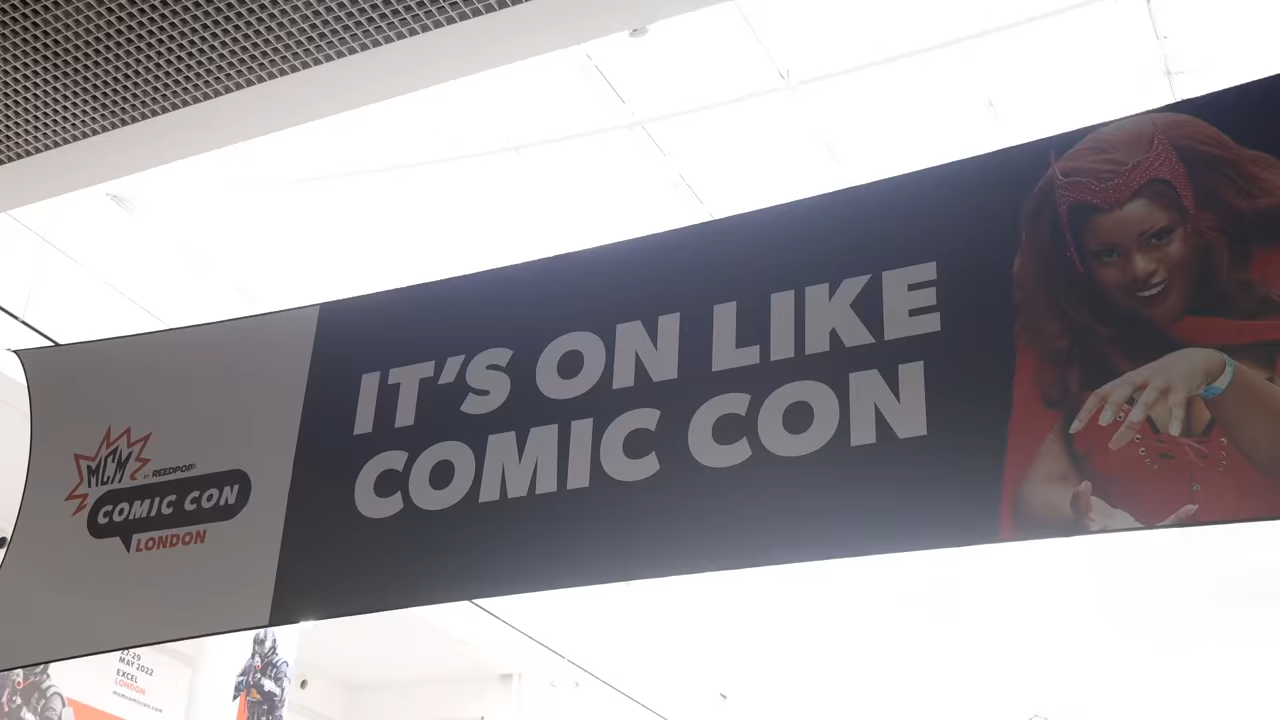 IT'S ON LIKE
COMIC CON
MCM
BY REEDPOP
COMIC CON
LONDON
27-29
MAY 2022
EXCEL
LONDON
mcmcomiccon.com